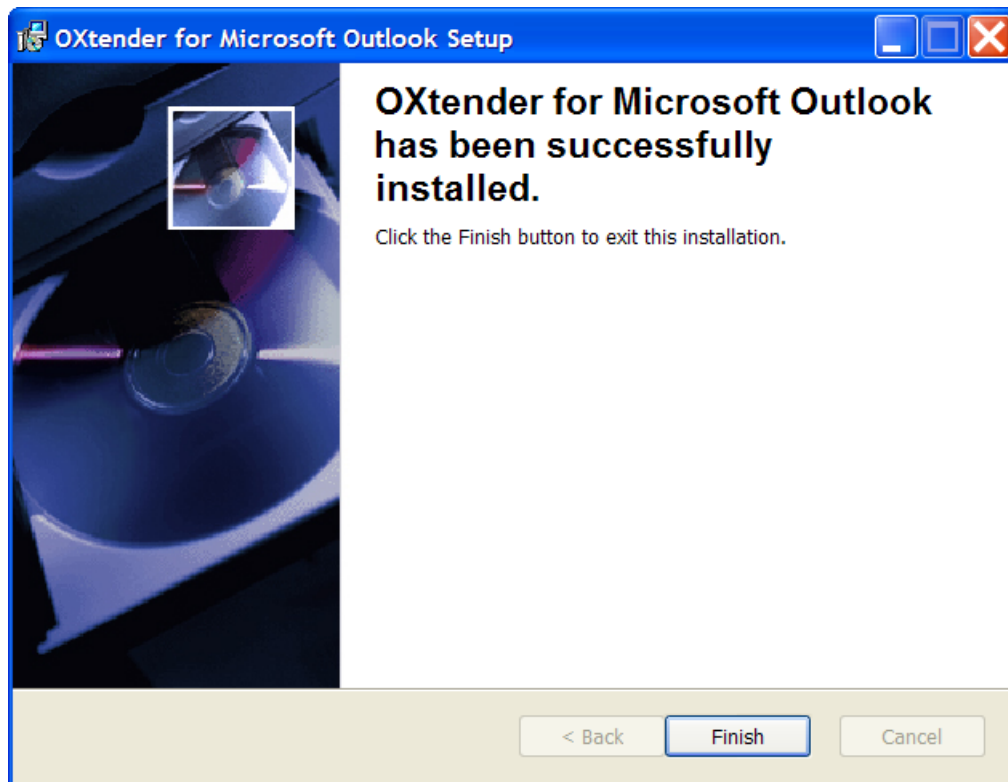 OXtender for Microsoft Outlook Setup
OXtender for Microsoft Outlook
has been successfully
installed.
Click the Finish button to exit this installation.
< Back
Finish
Cancel